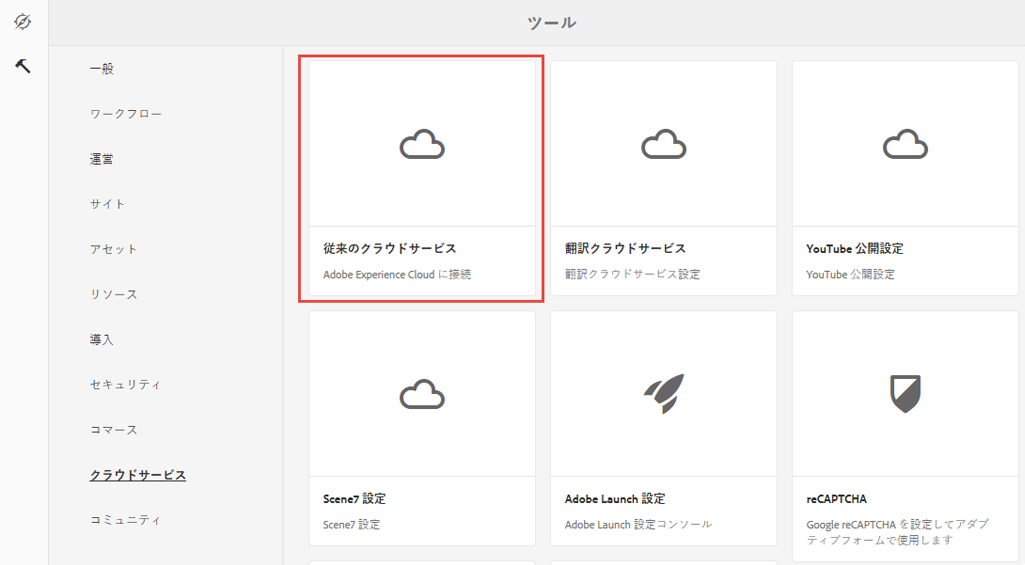 ツール
一般
ワークフロー
運営
サイト
アセット
リソース
導入
セキュリティ
コマース
クラウドサービス
コミュニティ
従来のクラウドサービス
Adobe Experience Cloud に接続
翻訳クラウドサービス
翻訳クラウドサービス設定
YouTube 公開設定
YouTube 公開設定
Scene7 設定
Scene7 設定
Adobe Launch 設定
Adobe Launch 設定コンソール
reCAPTCHA
Google reCAPTCHA を設定してアダプ
ティブフォームで使用します